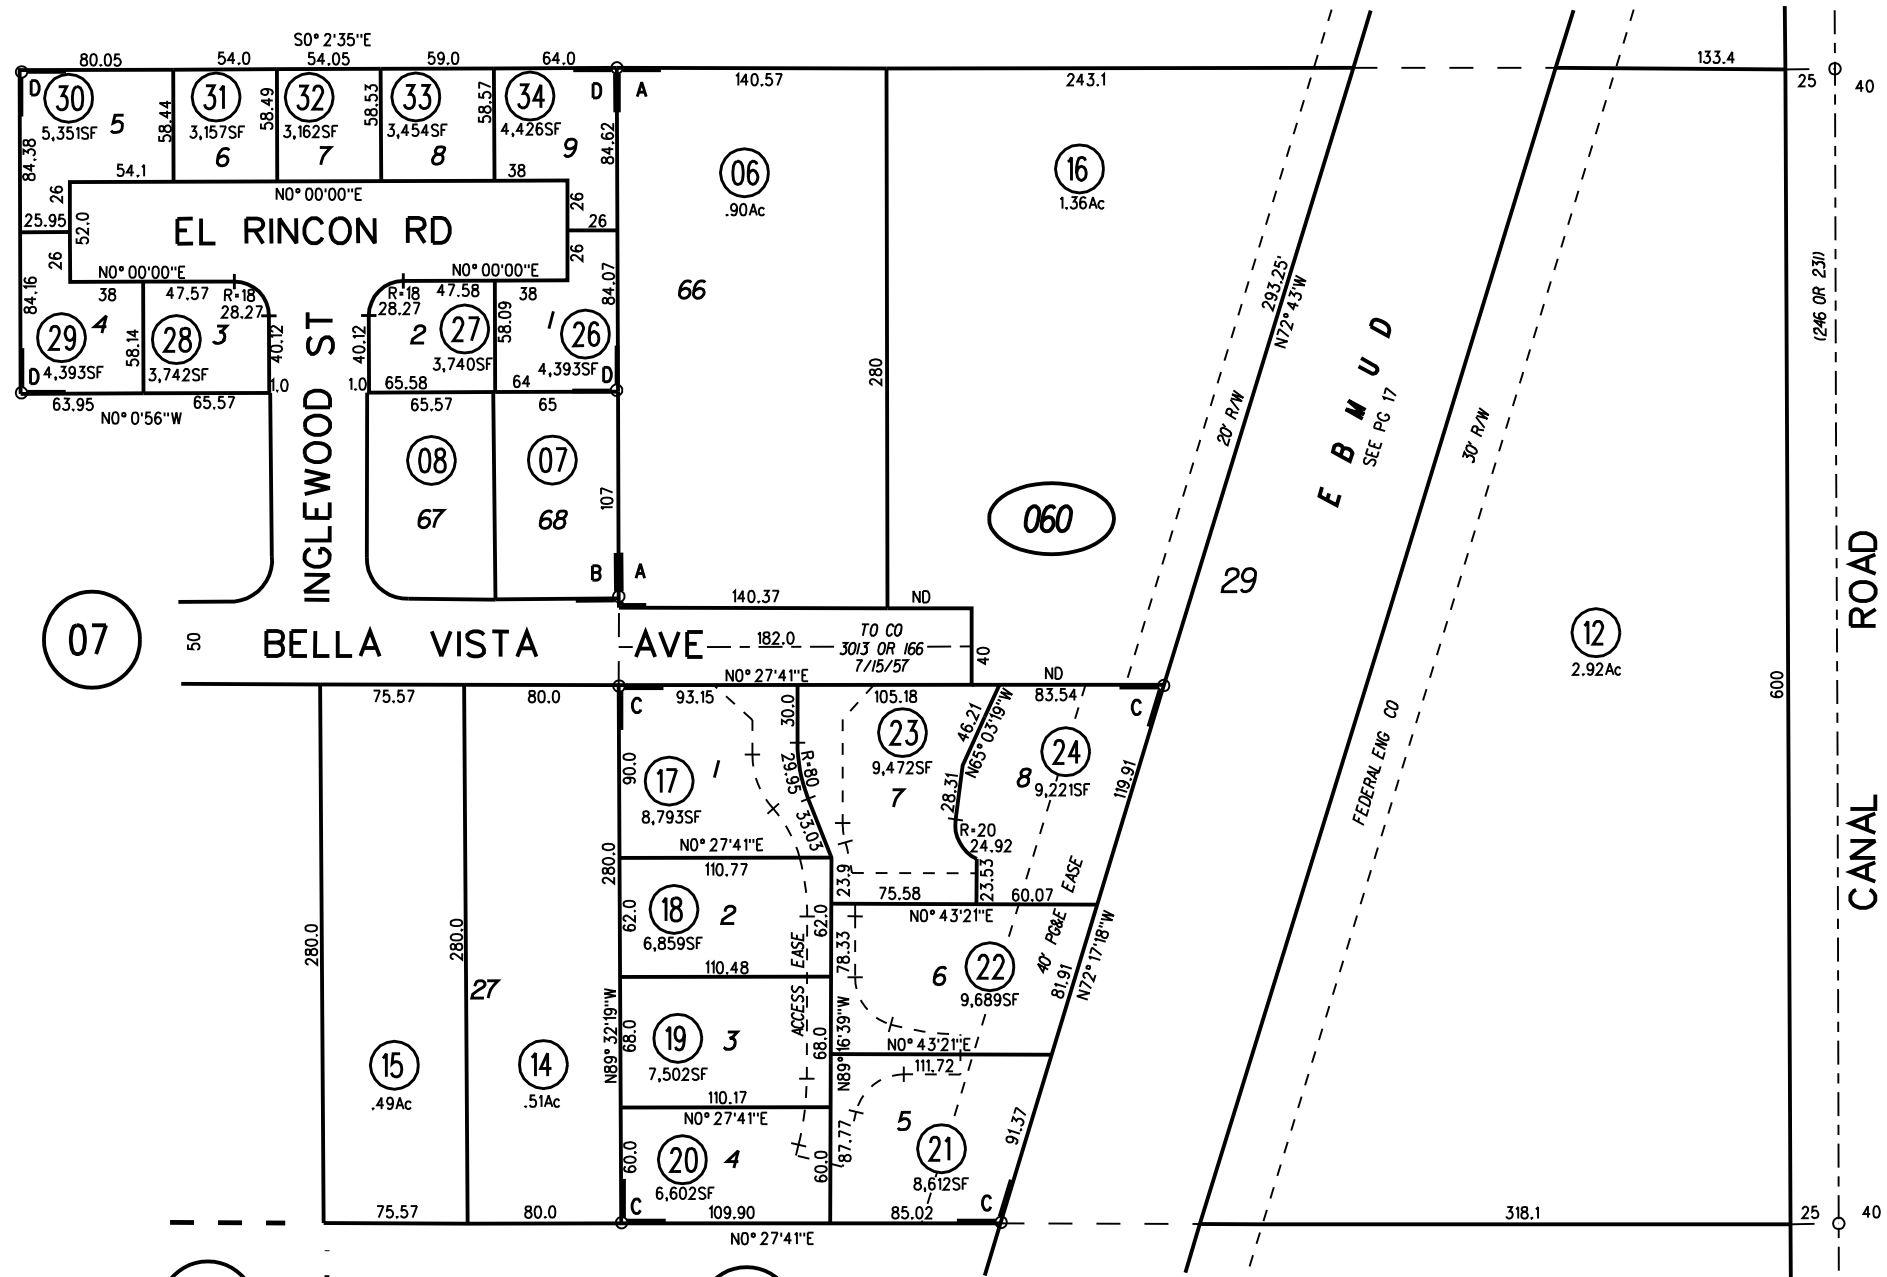 S0° 2'35"E
80.05 54.0 54.05 59.0 64.0
133.4
140.57 243.1
25 40
D 30 31 32 33 34 D A
5,351SF 5 58.44 3,157SF 58.49 3,162SF 58.53 3,454SF 58.57 4,426SF
6 7 8 9
84.38 84.62
54.1 38
26 N0° 00'00"E 26
25.95 52.0 EL RINCON RD 26
26 26
N0° 00'00"E N0° 00'00"E
84.16 38 47.57 R=18 28.27 R=18 28.27 47.58 38 84.07
29 4 58.14 28 3 40.12 40.12 2 27 58.09 1 26
D 4,393SF 3,742SF 3,740SF 4,393SF D
1.0 1.0 65.58 64
63.95 65.57 65.57 65
N0° 0'56"W
INGLEWOOD ST
08 07
67 68
107
B A
06
.90Ac
66
280
16
1.36Ac
060
293.25'
N72° 43'W
20' R/W
E B M U D
SEE PG 17
30' R/W
29
(246 OR 231)
CANAL ROAD
12
2.92Ac
600
FEDERAL ENG CO
07
50
BELLA VISTA AVE
140.37 ND
182.0
TO CO
3013 OR 166
7/15/57
40
N0° 27'41"E ND
75.57 80.0 93.15 105.18 83.54
C C
30.0
46.21
N65° 03'19"W
23
9,472SF
7
24
8 9,221SF
119.91
90.0
17 1
8,793SF
R=80
29.95
33.03
28.31
R=20
24.92
N0° 27'41"E
280.0
110.77
23.9
23.53
75.58 60.07
N0° 43'21"E
40' PG&E EASE
18 2
6,859SF
62.0 62.0
110.48
ACCESS EASE
78.33
6 22
9,689SF
81.91
N72° 17'18"W
280.0 280.0
27
N89° 32'19"W
68.0 19 3 68.0
7,502SF
N89° 16'39"W
N0° 43'21"E
111.72
15
.49Ac
14
.51Ac
110.17
N0° 27'41"E
60.0 20 4 60.0
6,602SF
87.77
5 21
8,612SF
91.37
C C
75.57 80.0 109.90 85.02
N0° 27'41"E
318.1 25 40